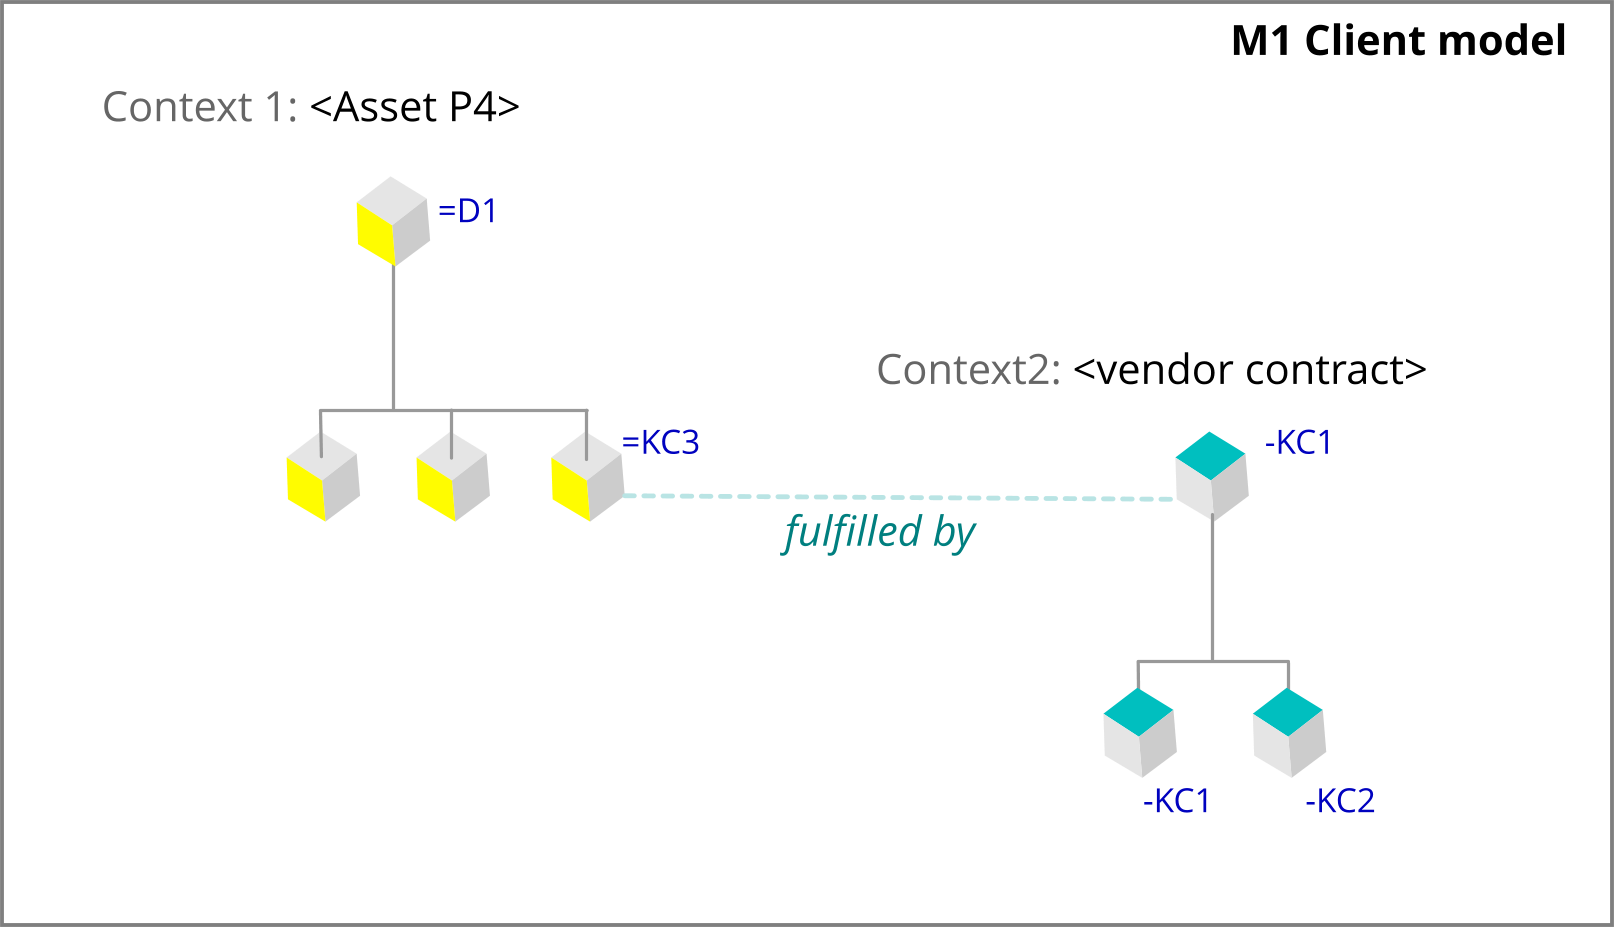 M1 Client model
Context 1: <Asset P4>
=D1
Context2: <vendor contract>
=KC3
-KC1
fulfilled by
-KC1
-KC2